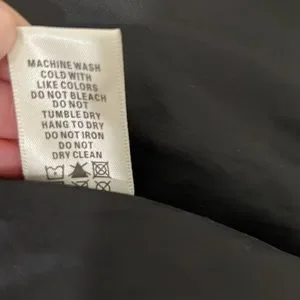 MACHINE WASH
COLD WITH
LIKE COLORS
DO NOT BLEACH
DO NOT
TUMBLE DRY
HANG TO DRY
DO NOT IRON
DO NOT
DRY CLEAN